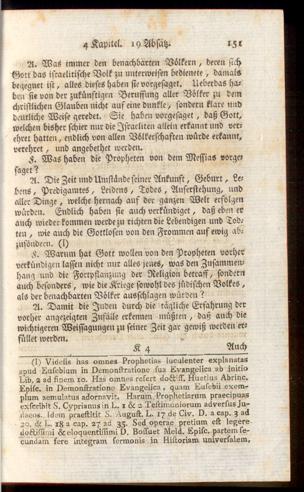 4 Kapitel. 19 Absatz. 151
A. Was immer den benachbarten Völkern, deren sich
Gott das israelitische Volk zu unterweisen bediente, damals
begegnet ist, alles dieses haben sie vorgesaget. Ueberdas ha-
ben sie von der zukünftigen Beruffung aller Völker zu dem
christlichen Glauben nicht auf eine dunkle, sondern klare und
deutliche Weise geredet. Sie haben vorgesaget, daß Gott,
welchen bisher schier nur die Israeliten allein erkannt und ver-
ehret hatten, endlich von allen Völkerschaften würde erkannt,
verehret, und angebethet werden.
F. Was haben die Propheten von dem Messias vorge-
saget?
A. Die Zeit und Umstände seiner Ankunft, Geburt, Le-
bens, Predigamtes, Leidens, Todes, Auferstehung, und
aller Dinge, welche hernach auf der ganzen Welt erfolgen
würden. Endlich haben sie auch verkündiget, daß eben er
auch wieder kommen werde zu richten die Lebendigen und Tod-
ten, wie auch die Gottlosen von den Frommen auf ewig ab-
zusöndern. (l)
F. Warum hat Gott wollen von den Propheten vorher
verkündigen lassen nicht nur alles jenes, was den Zusammen-
hang und die Fortpflanzung der Religion betraff, sondern
auch besonders, wie die Kriege sowohl des jüdischen Volkes,
als der benachbarten Völker ausschlagen würden?
A. Damit die Juden durch die tägliche Erfahrung der
vorher angezeigten Zufälle erkennen müßten, daß auch die
wichtigeren Weissagungen zu seiner Zeit gar gewiß werden er-
füllet werden.
K 4 Auch
(l) Videsis has omnes Prophetias luculenter explanatas
apud Eusebium in Demonstratione sua Evangelica ab initio
Lib. 2 ad finem 10. Has omnes refert doctiss. Huetius Abrinc.
Episc. in Demonstratione Evangelica, quam Eusebii exem-
plum aemulatus adornavit. Harum Prophetiarum praecipuas
exscribit S. Cyprianus in L. 1 & 2 Testimoniorum adversus Ju-
daeos. Idem praestitit S. August. L. 17 de Civ. D. a cap. 3 ad
20. & L. 18 a cap. 27 ad 35. Sed operae pretium est legere
doctissimi & eloquentissimi D. Bossuet Meld. Episc. partem se-
cundam fere integram sermonis in Historiam universalem,